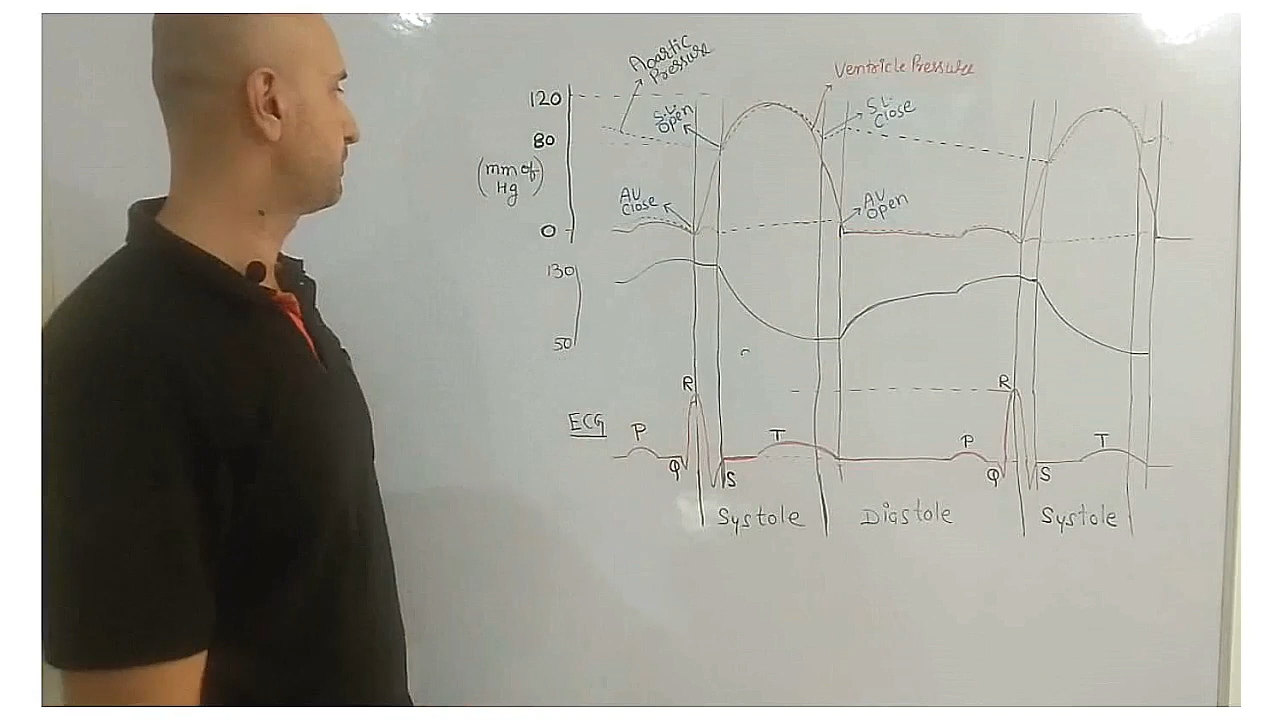 Aoartic
Pressure
Ventricle Pressure
120
S.L.
Open
S.L.
Close
80
(mm of
Hg)
AV
Close
AV
Open
0
130
50
R
R
ECG
P
T
P
T
Q
S
Q
S
Systole
Diastole
Systole